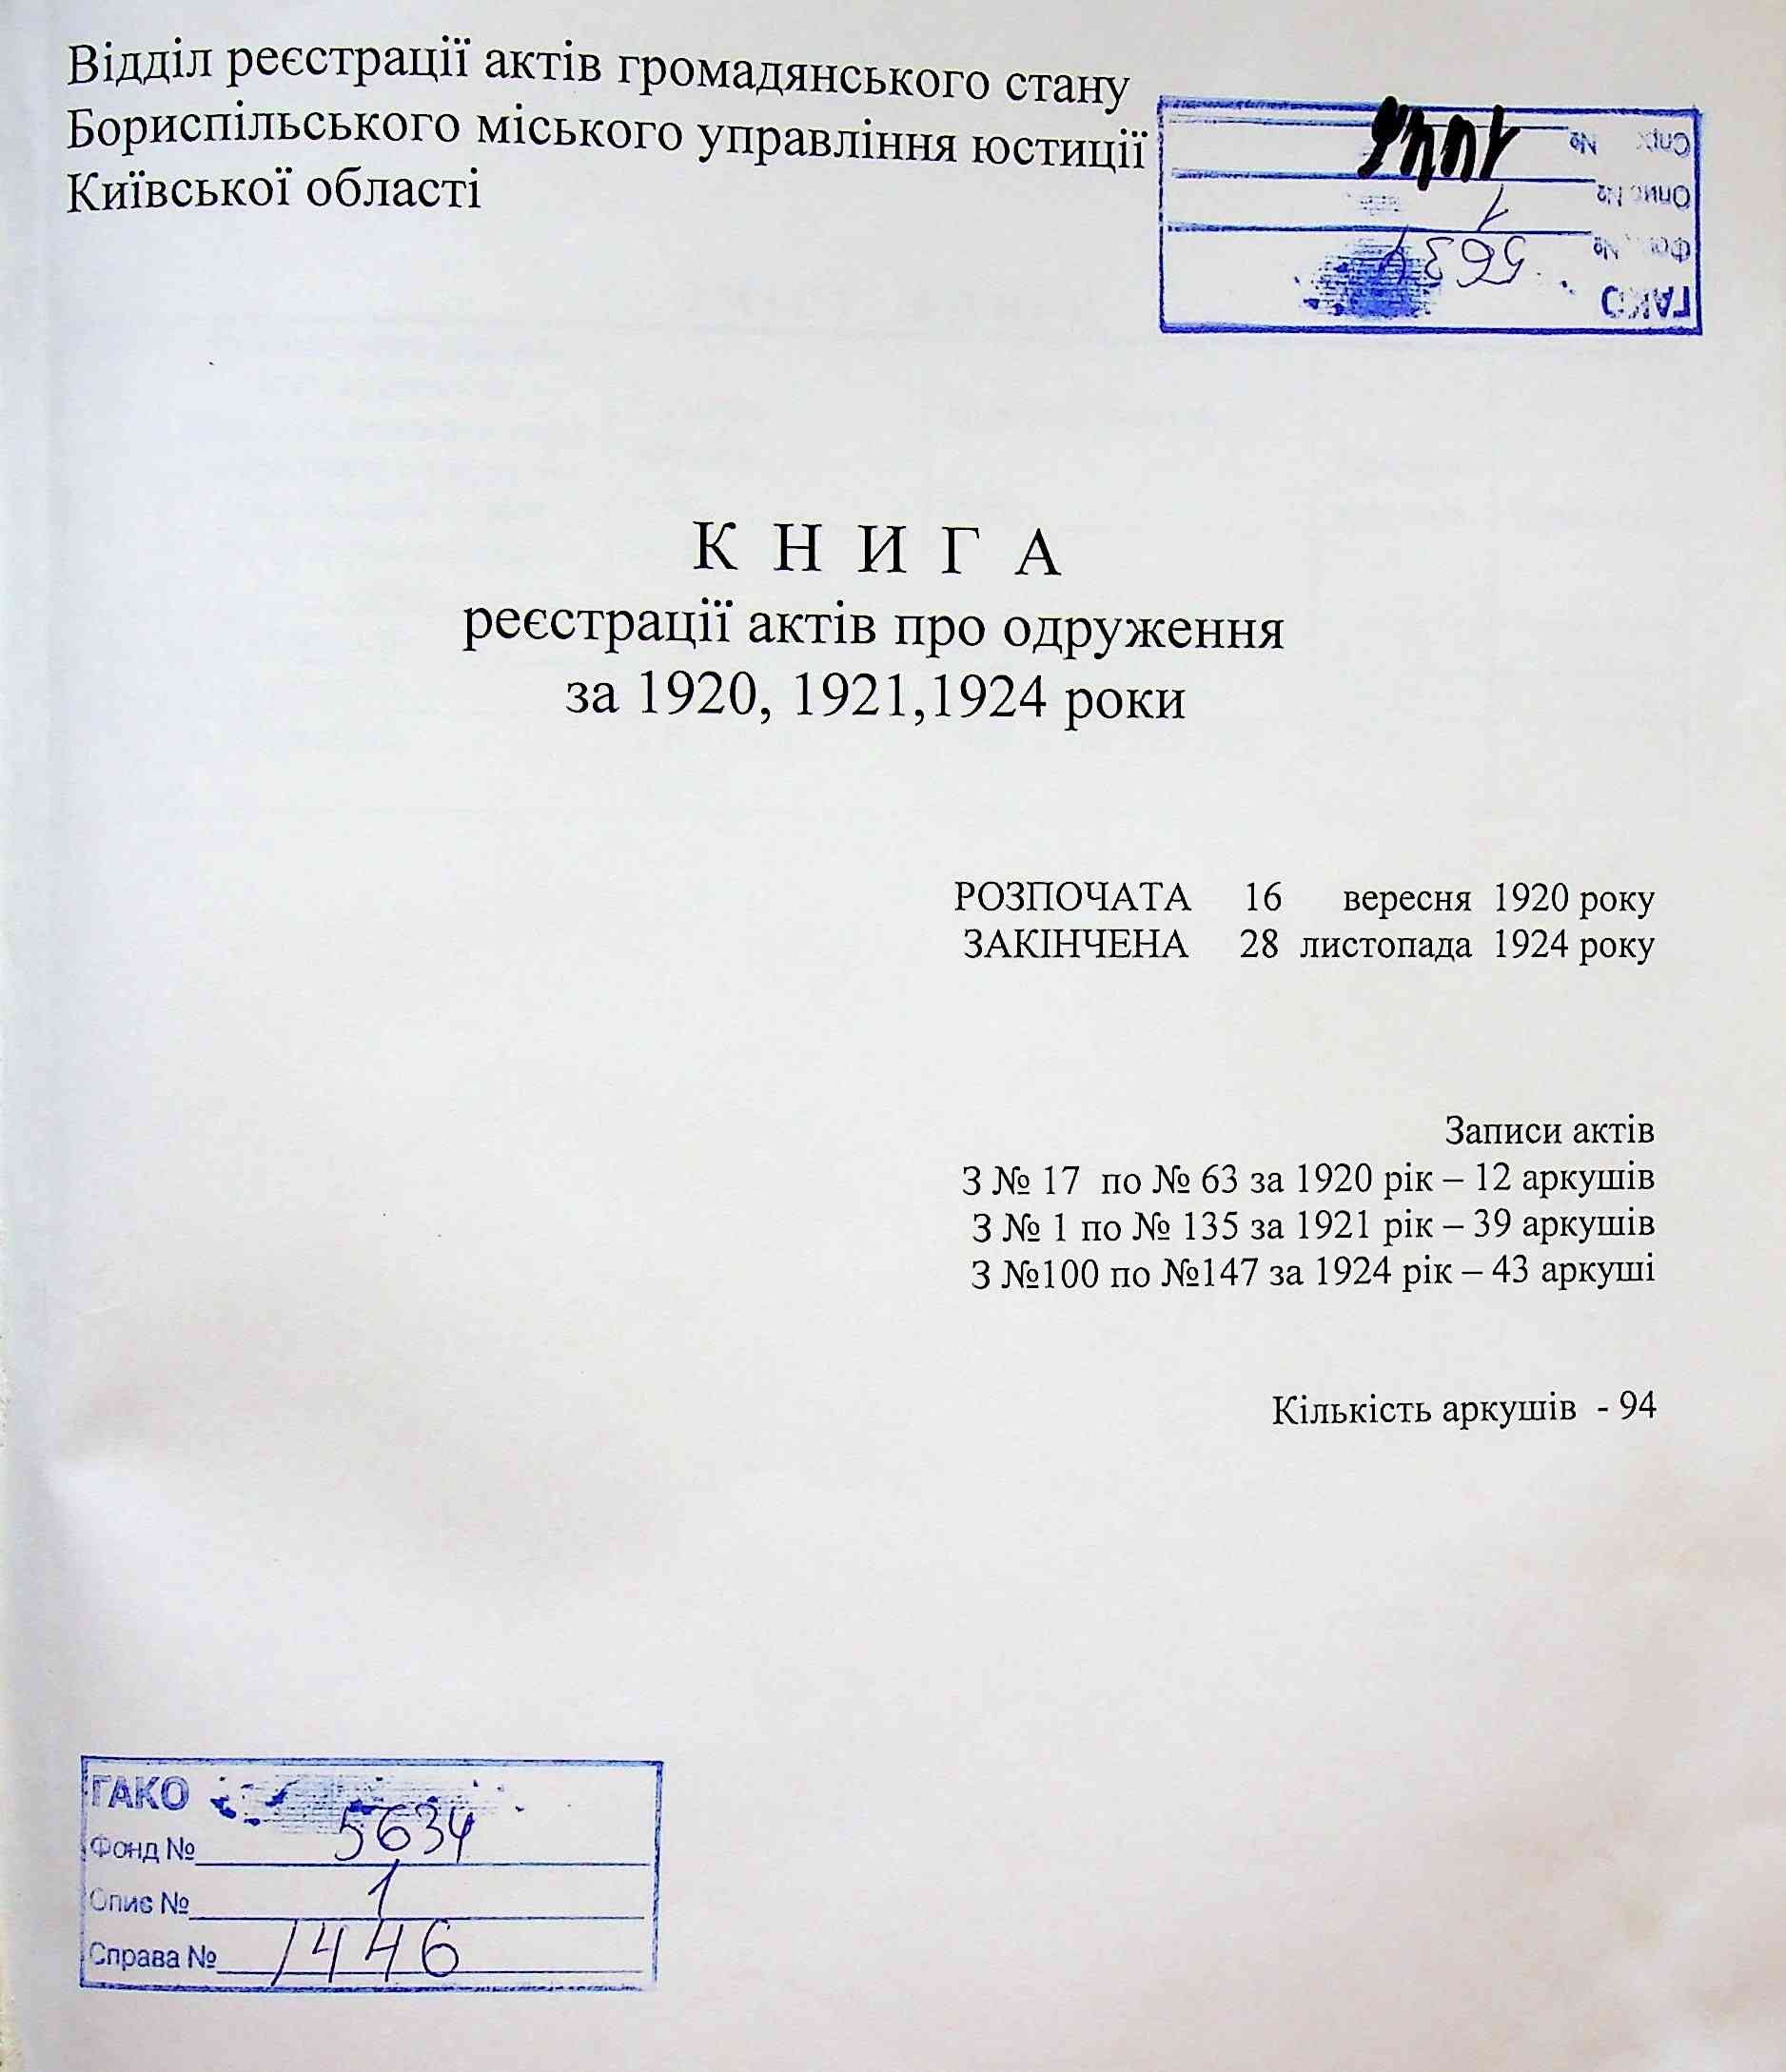 Відділ реєстрації актів громадянського стану
Бориспільського міського управління юстиції
Київської області
ГАКО
Фонд № 5634
Опис № 1
Справа № 1446
К Н И Г А
реєстрації актів про одруження
за 1920, 1921,1924 роки
РОЗПОЧАТА 16 вересня 1920 року
ЗАКІНЧЕНА 28 листопада 1924 року
Записи актів
З № 17 по № 63 за 1920 рік – 12 аркушів
З № 1 по № 135 за 1921 рік – 39 аркушів
З №100 по №147 за 1924 рік – 43 аркуші
Кількість аркушів - 94
ГАКО
Фонд № 5634
Опис № 1
Справа № 1446